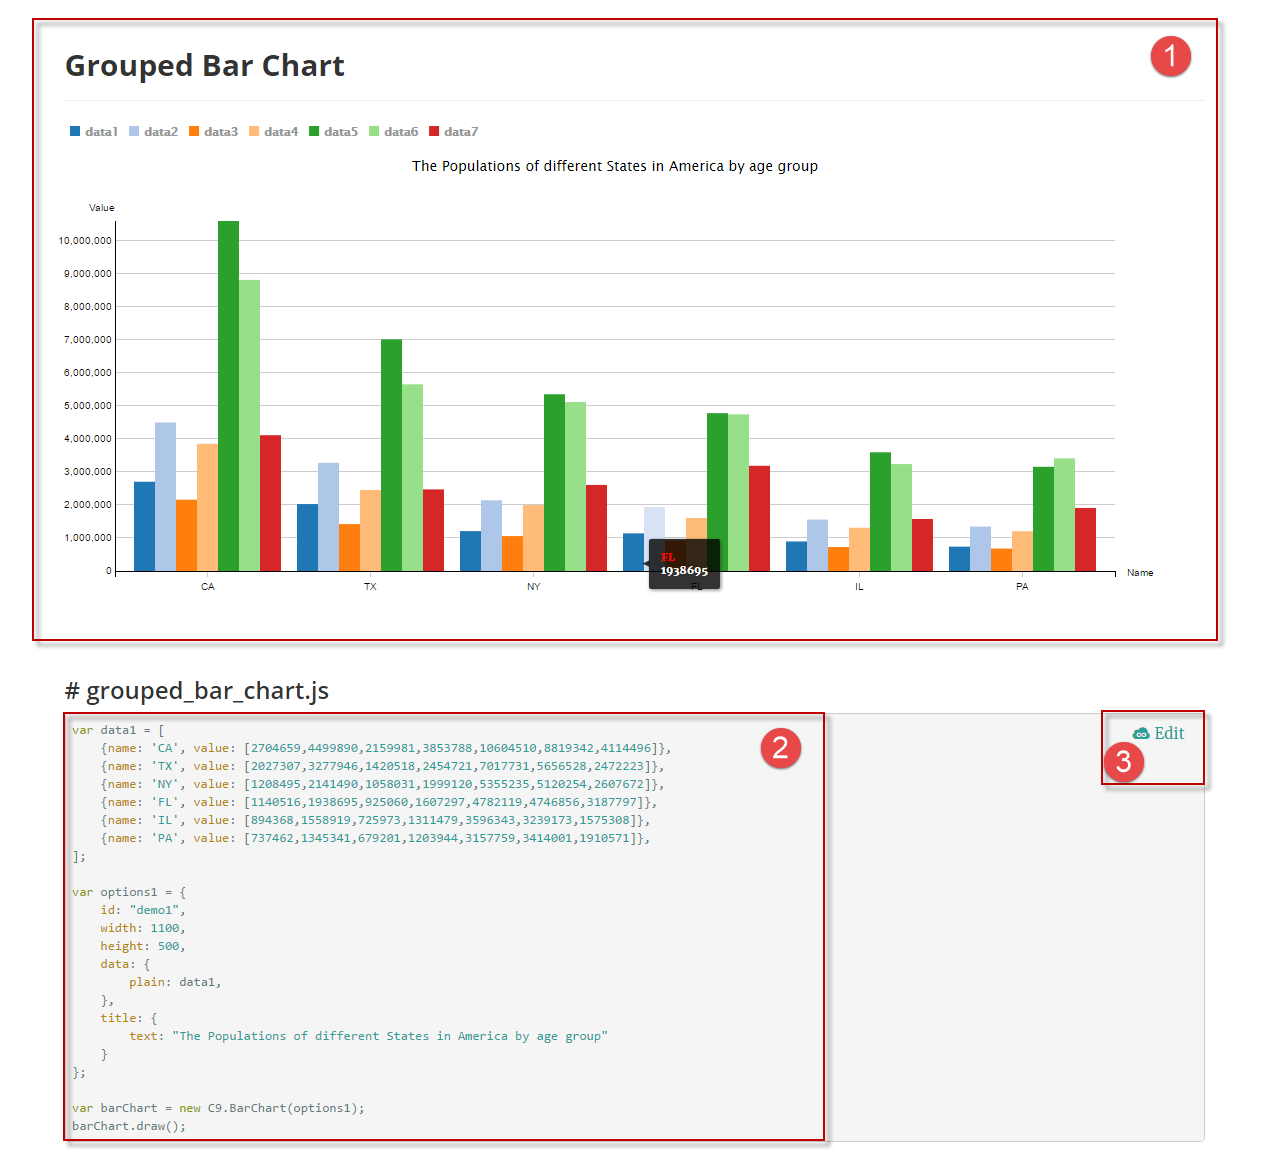 Grouped Bar Chart
1
data1 data2 data3 data4 data5 data6 data7
The Populations of different States in America by age group
Value
10,000,000
9,000,000
8,000,000
7,000,000
6,000,000
5,000,000
4,000,000
3,000,000
2,000,000
1,000,000
0
FL
1938695
CA TX NY FL IL PA
Name
# grouped_bar_chart.js
2
Edit
3
var data1 = [
    {name: 'CA', value: [2704659,4499890,2159981,3853788,10604510,8819342,4114496]},
    {name: 'TX', value: [2027307,3277946,1420518,2454721,7017731,5656528,2472223]},
    {name: 'NY', value: [1208495,2141490,1058031,1999120,5355235,5120254,2607672]},
    {name: 'FL', value: [1140516,1938695,925060,1607297,4782119,4746856,3187797]},
    {name: 'IL', value: [894368,1558919,725973,1311479,3596343,3239173,1575308]},
    {name: 'PA', value: [737462,1345341,679201,1203944,3157759,3414001,1910571]},
];
var options1 = {
    id: "demo1",
    width: 1100,
    height: 500,
    data: {
        plain: data1,
    },
    title: {
        text: "The Populations of different States in America by age group"
    }
};
var barChart = new C9.BarChart(options1);
barChart.draw();